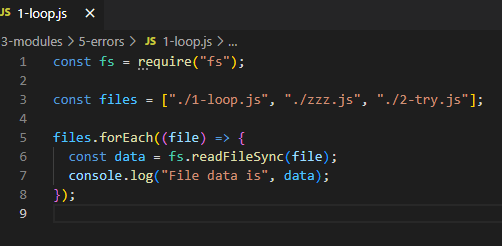 JS 1-loop.js ×
3-modules > 5-errors > JS 1-loop.js > ...
1 const fs = require("fs");
2
3 const files = ["./1-loop.js", "./zzz.js", "./2-try.js"];
4
5 files.forEach((file) => {
6 const data = fs.readFileSync(file);
7 console.log("File data is", data);
8 });
9